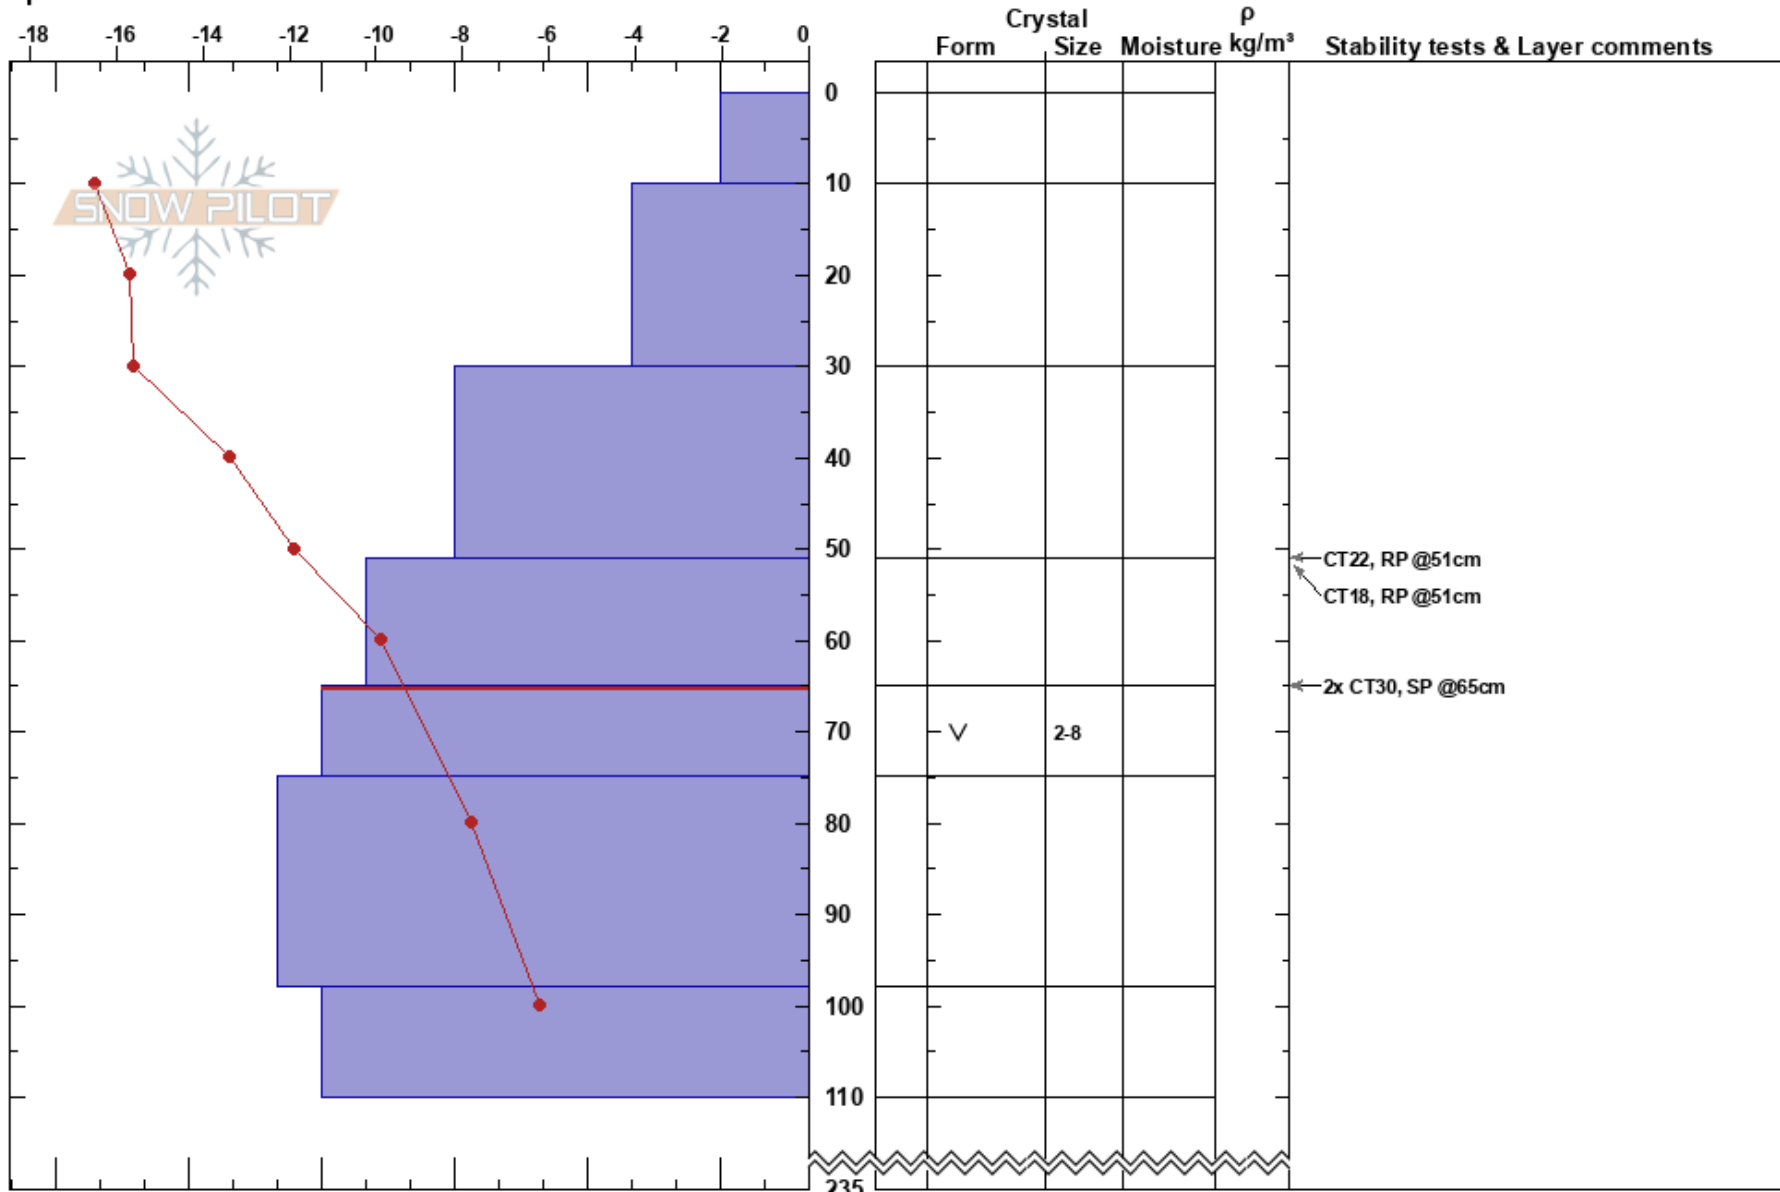 Crystal ρ
-18 -16 -14 -12 -10 -8 -6 -4 -2 0 Form Size Moisture kg/m³ Stability tests & Layer comments
0
SNOW PILOT
10
20
30
40
50
CT22, RP @51cm
CT18, RP @51cm
60
2x CT30, SP @65cm
70 V 2-8
80
90
100
110
235